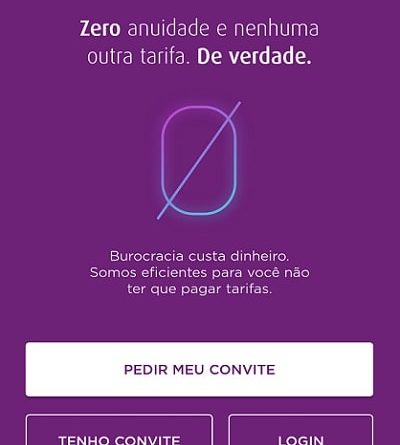 Zero anuidade e nenhuma
outra tarifa. De verdade.
Burocracia custa dinheiro.
Somos eficientes para você não
ter que pagar tarifas.
PEDIR MEU CONVITE
TENHO CONVITE
LOGIN